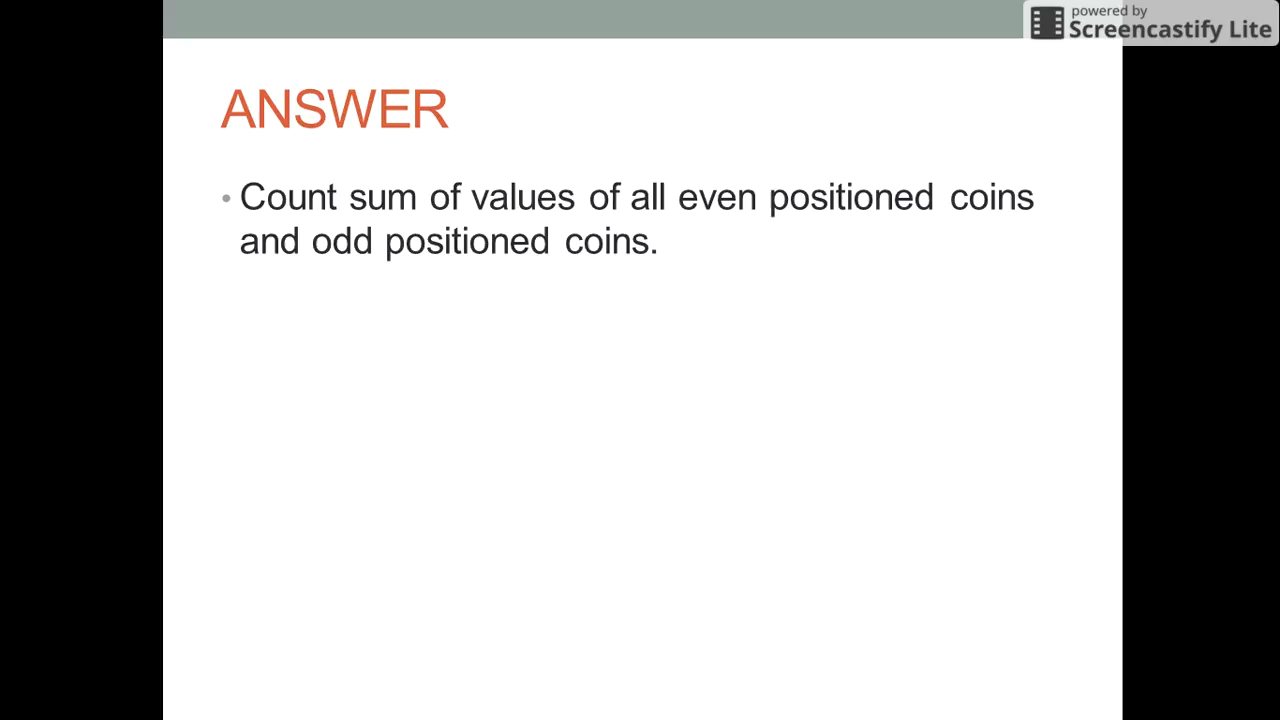 powered by
Screencastify Lite
ANSWER
• Count sum of values of all even positioned coins
and odd positioned coins.